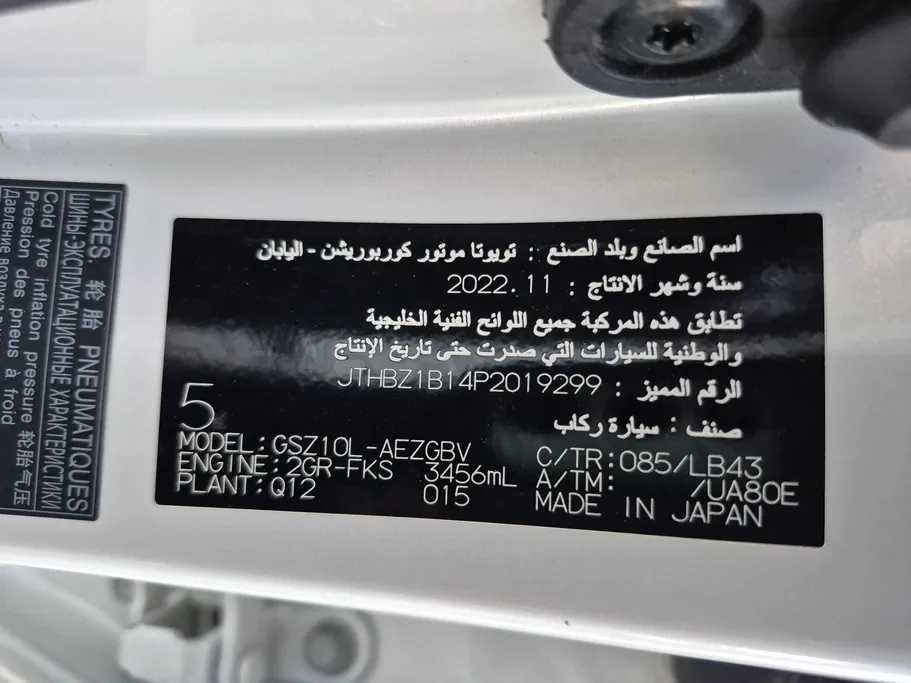 اسم الصانع وبلد الصنع : تويوتا موتور كوربوريشن - اليابان
سنة وشهر الانتاج : 2022.11
تطابق هذه المركبة جميع اللوائح الفنية الخليجية
والوطنية للسيارات التي صدرت حتى تاريخ الإنتاج
الرقم المميز : JTHBZ1B14P2019299
صنف : سيارة ركاب
5
MODEL:GSZ10L-AEZGBV C/TR:085/LB43
ENGINE:2GR-FKS 3456mL A/TM: /UA80E
PLANT:Q12 015 MADE IN JAPAN
TYRES. 轮胎 PNEUMATIQUES
ШИНЫ-ЭКСПЛУАТАЦИОННЫЕ ХАРАКТЕРИСТИКИ
Cold tyre inflation pressure 轮胎气压
Pression des pneus à froid
Давление воздуха